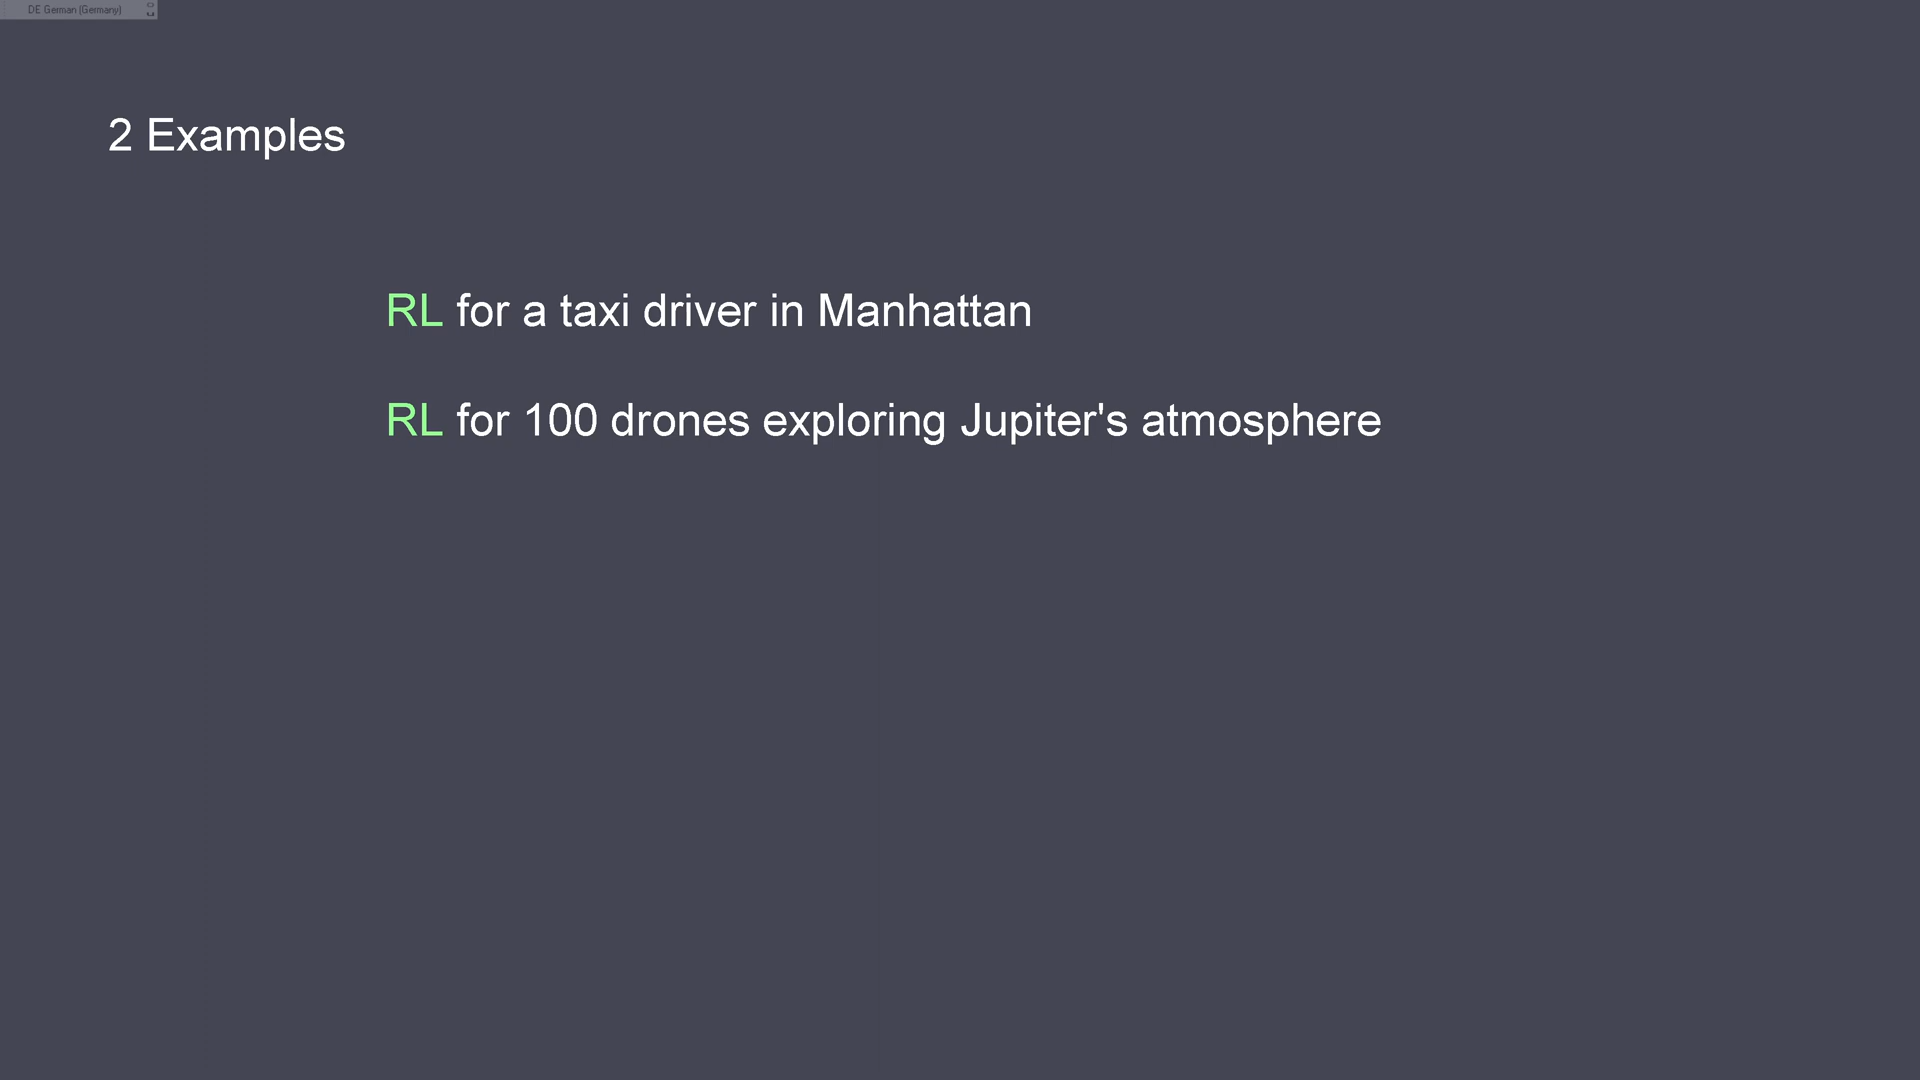 DE German (Germany)
2 Examples
RL for a taxi driver in Manhattan
RL for 100 drones exploring Jupiter's atmosphere